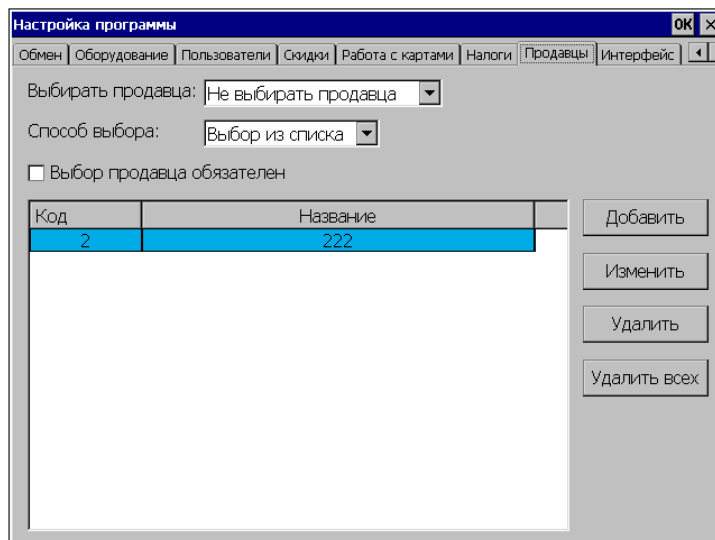 Настройка программы OK ×
Обмен Оборудование Пользователи Скидки Работа с картами Налоги Продавцы Интерфейс
Выбирать продавца: Не выбирать продавца
Способ выбора: Выбор из списка
Выбор продавца обязателен
Код Название
2 222
Добавить
Изменить
Удалить
Удалить всех